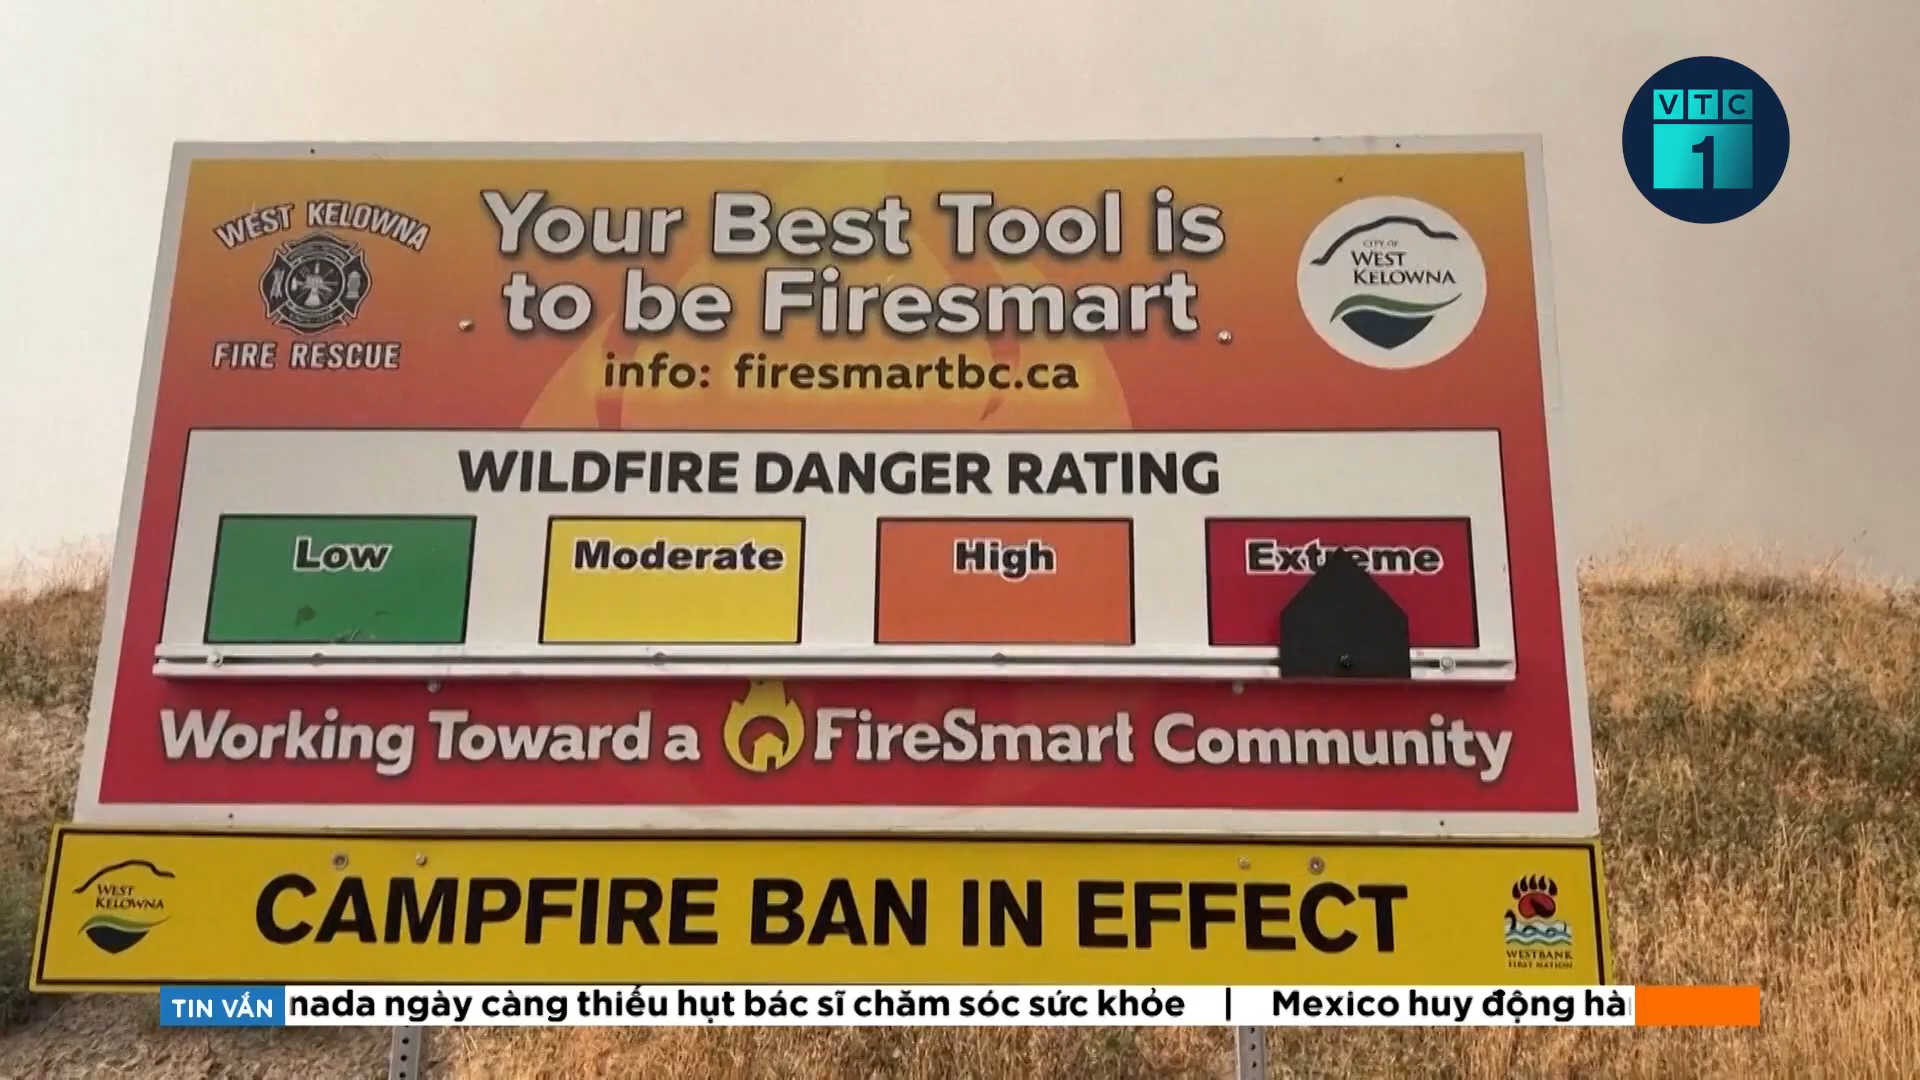 VTC
1
WEST KELOWNA
FIRE RESCUE
Your Best Tool is
to be Firesmart
info: firesmartbc.ca
CITY OF
WEST
KELOWNA
WILDFIRE DANGER RATING
Low
Moderate
High
Extreme
Working Toward a FireSmart Community
WEST
KELOWNA
CAMPFIRE BAN IN EFFECT
WESTBANK
FIRST NATION
TIN VẮN
nada ngày càng thiếu hụt bác sĩ chăm sóc sức khỏe | Mexico huy động hà